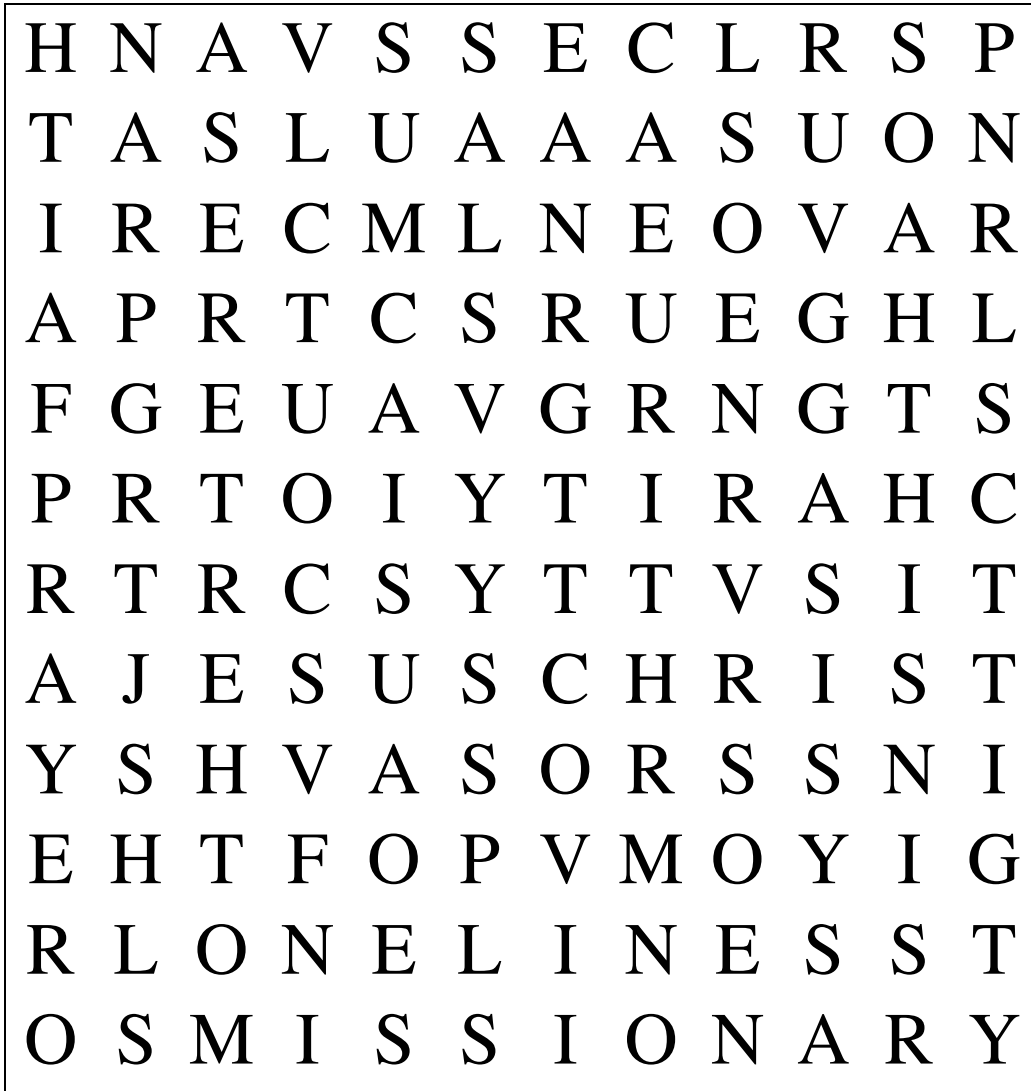 H N A V S S E C L R S P
T A S L U A A A S U O N
I R E C M L N E O V A R
A P R T C S R U E G H L
F G E U A V G R N G T S
P R T O I Y T I R A H C
R T R C S Y T T V S I T
A J E S U S C H R I S T
Y S H V A S O R S S N I
E H T F O P V M O Y I G
R L O N E L I N E S S T
O S M I S S I O N A R Y